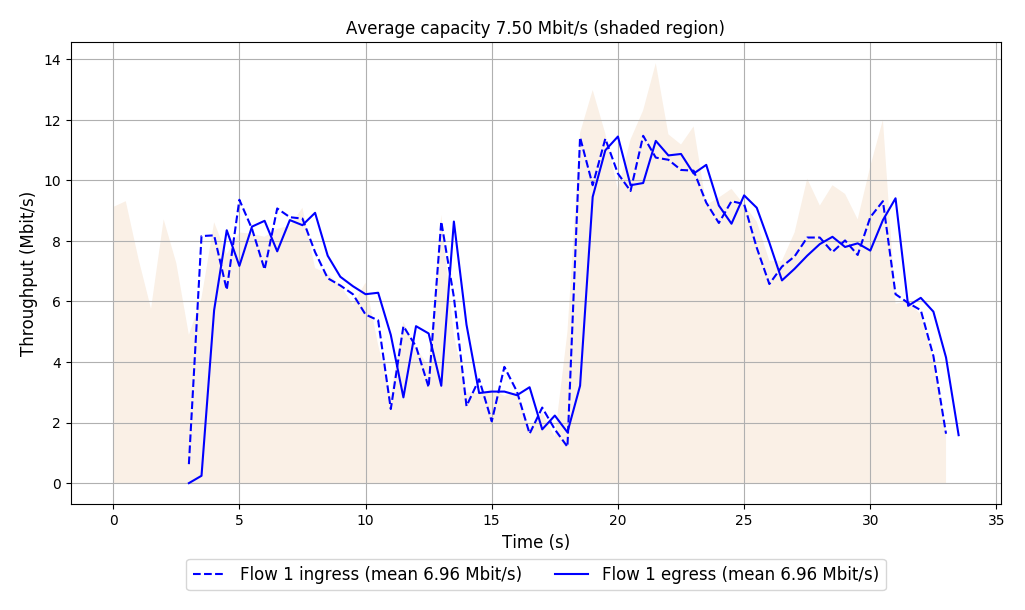 Average capacity 7.50 Mbit/s (shaded region)
Throughput (Mbit/s)
14
12
10
8
6
4
2
0
0 5 10 15 20 25 30 35
Time (s)
Flow 1 ingress (mean 6.96 Mbit/s) Flow 1 egress (mean 6.96 Mbit/s)